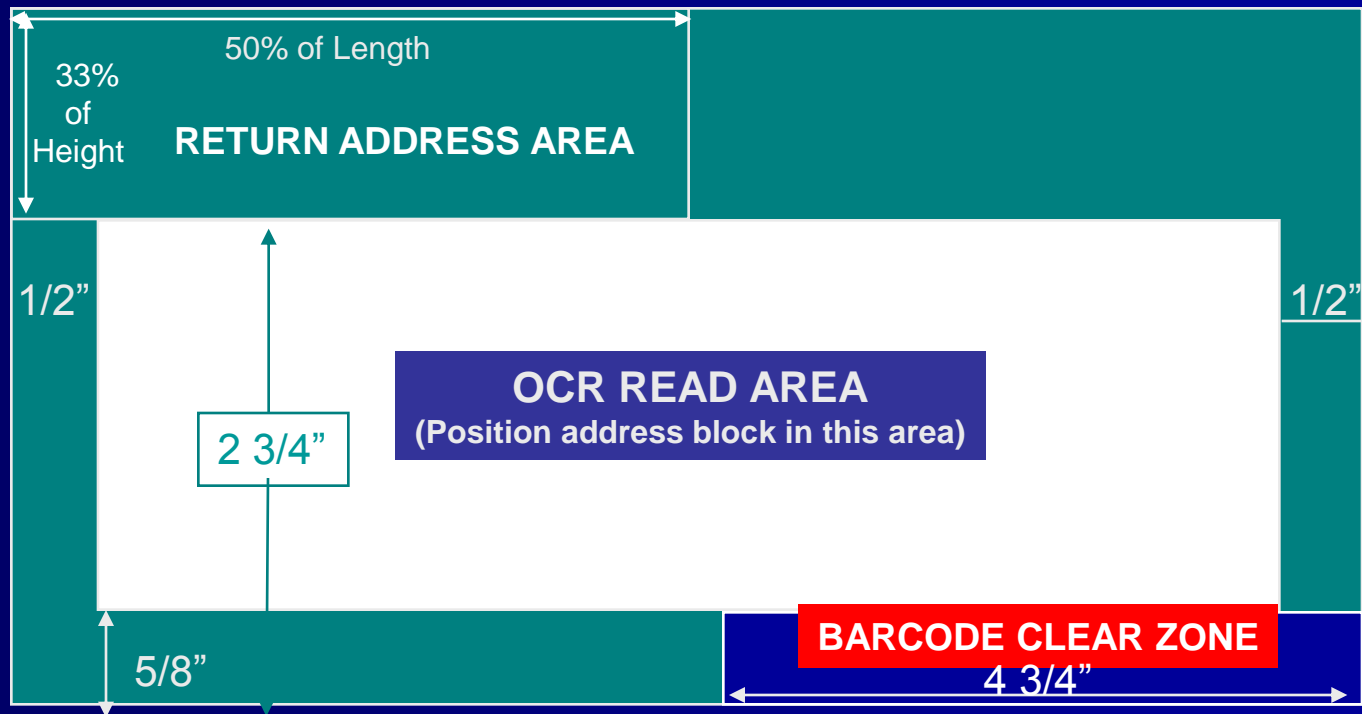 50% of Length
33%
of
Height
RETURN ADDRESS AREA
1/2”
1/2”
OCR READ AREA
(Position address block in this area)
2 3/4”
BARCODE CLEAR ZONE
5/8”
4 3/4”